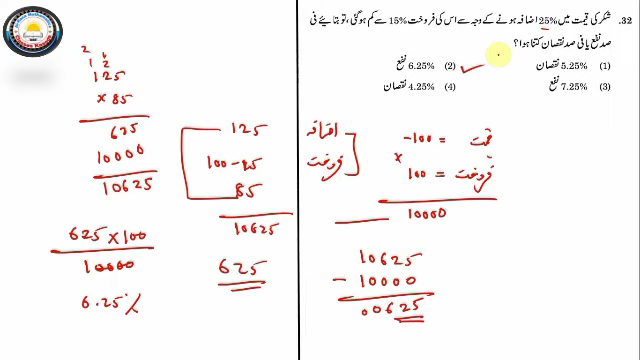 32. شکر کی قیمت میں 25% اضافہ ہونے کے وجہ سے اس کی فروخت 15% سے کم ہوگئی، تو بتایئے فی
صد نفع یا فی صد نقصان کتنا ہوا؟
(1) 5.25% نقصان (2) 6.25% نفع
(3) 7.25% نفع (4) 4.25% نقصان
قیمت = 100-
×
فروخت = 100
10000
اضافہ
فروخت
10625
- 10000
00625
125
85
10625
625
2
1 2
125
× 85
625
10000
10625
625 × 100
10000
6.25%